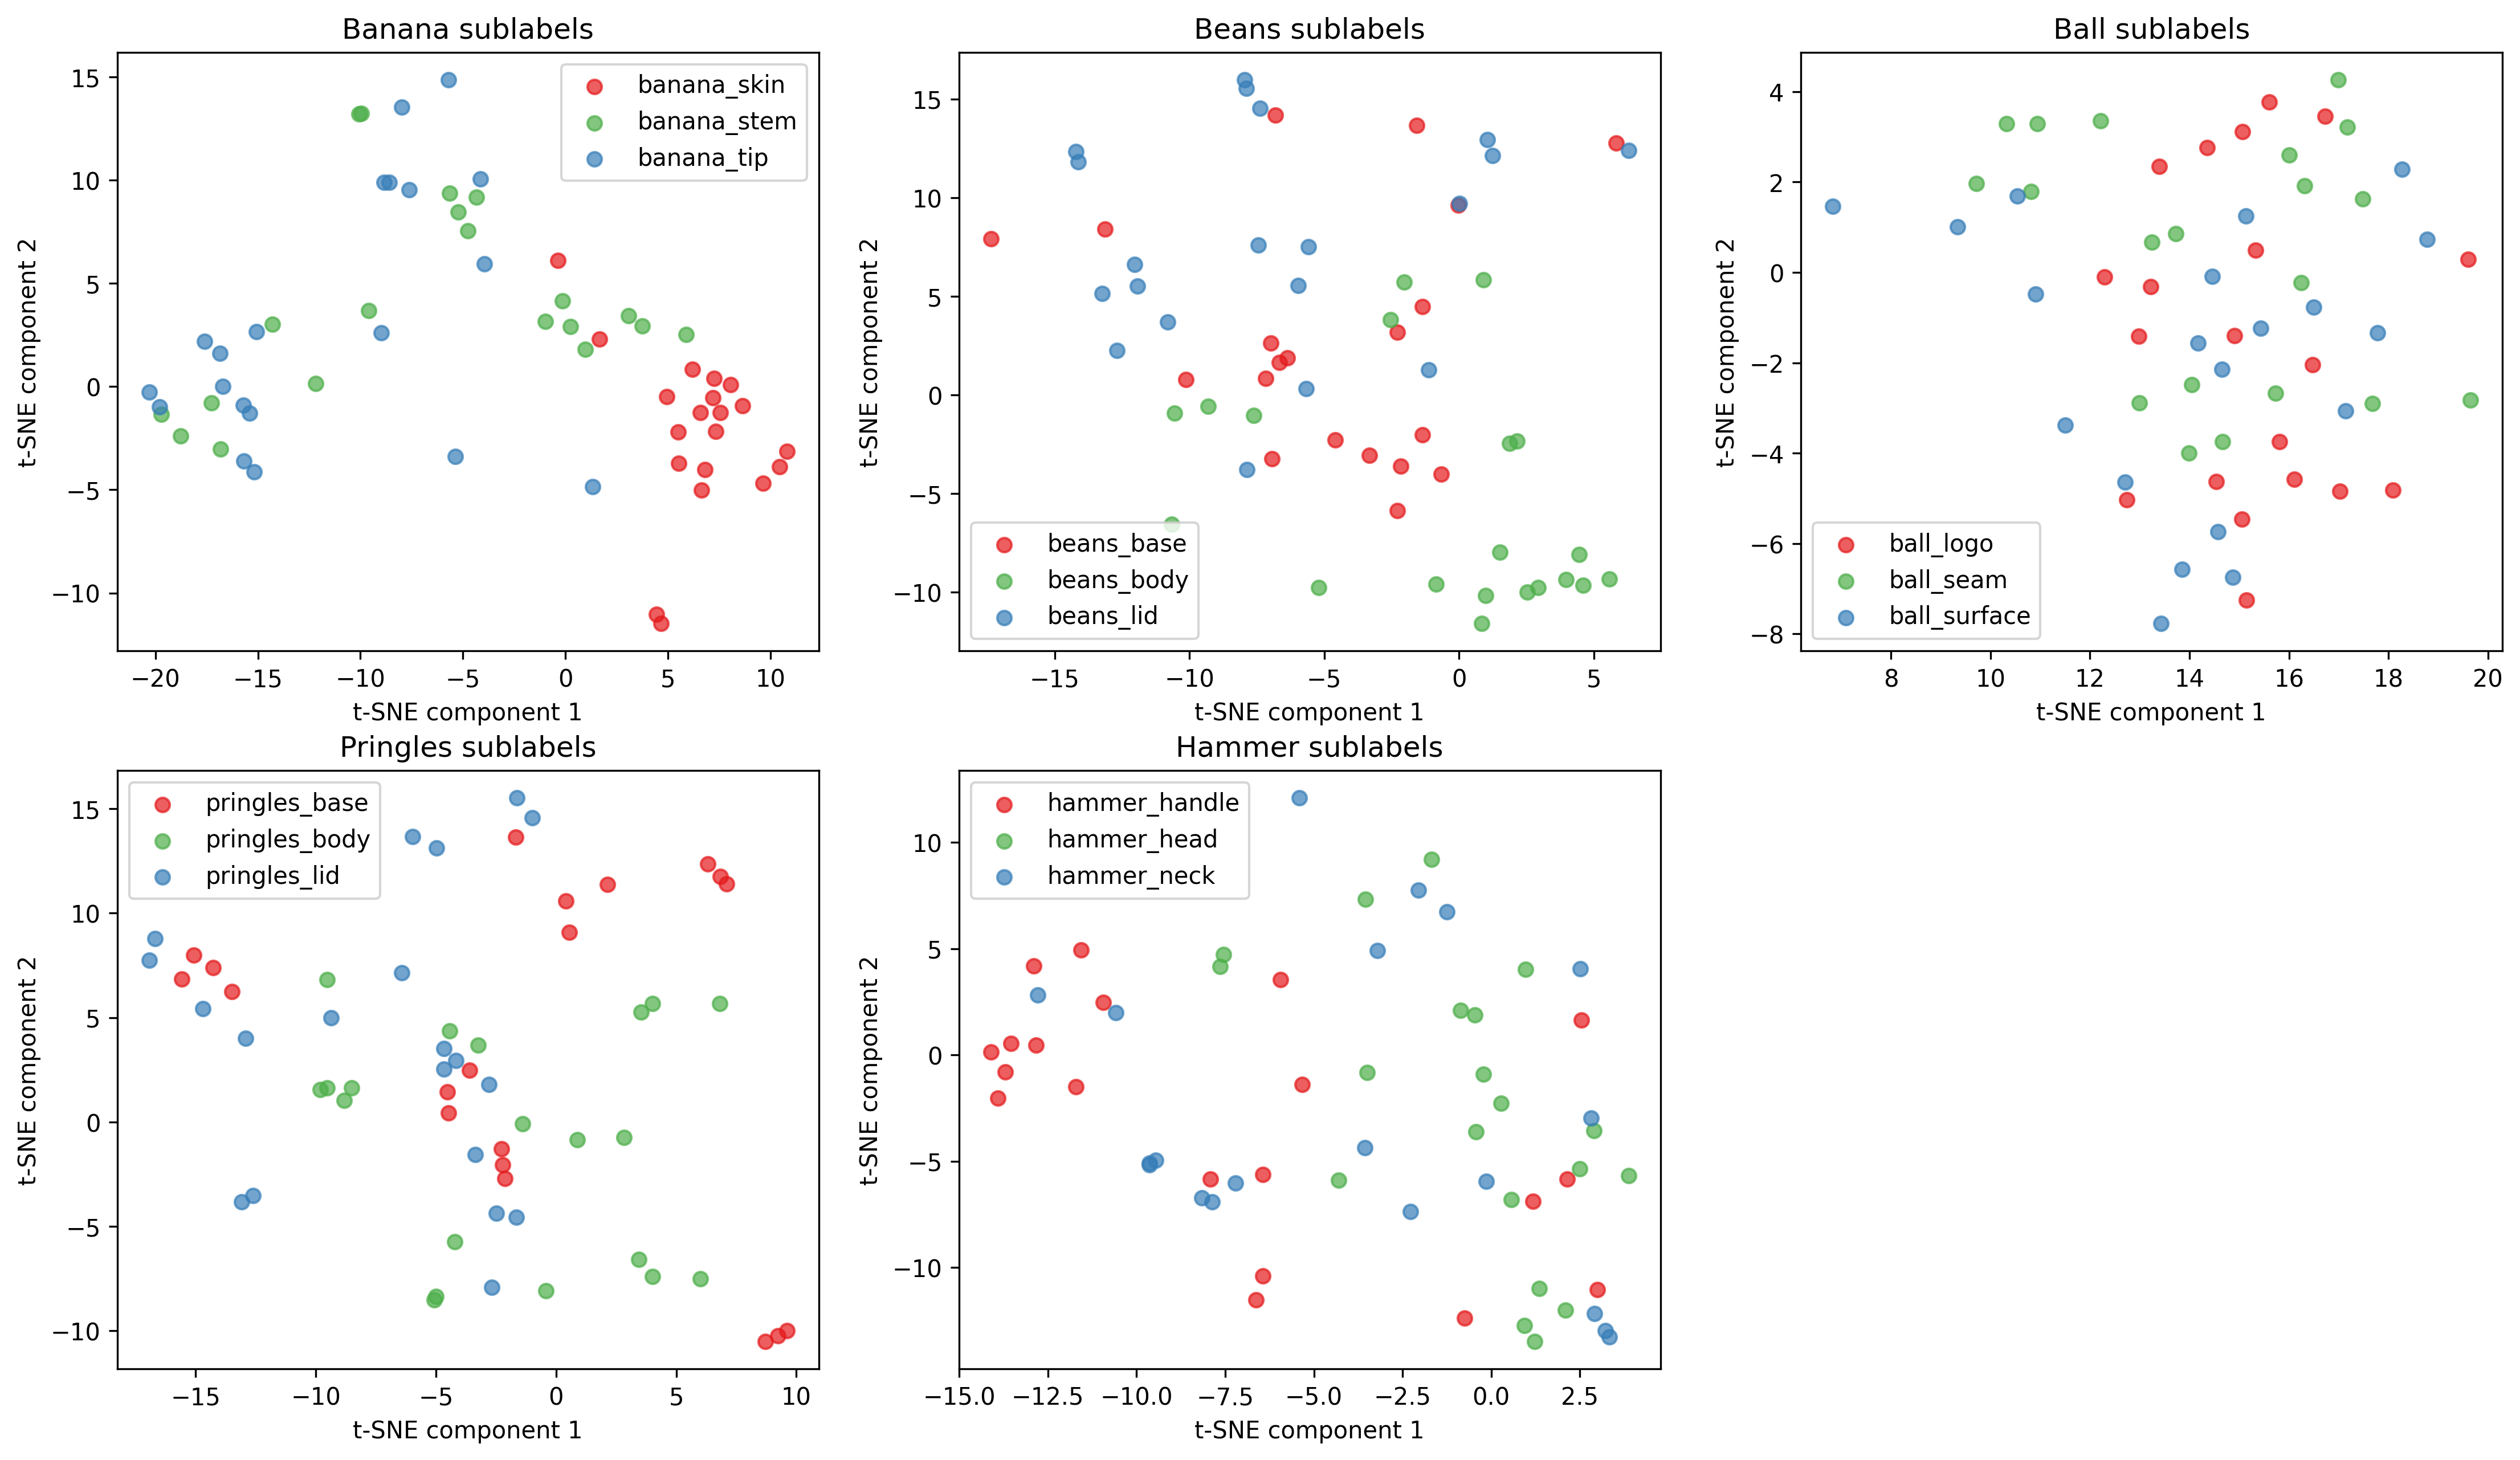 Banana sublabels
banana_skin
banana_stem
banana_tip
15
10
5
0
−5
−10
t-SNE component 2
−20
−15
−10
−5
0
5
10
t-SNE component 1
Beans sublabels
15
10
5
0
−5
−10
t-SNE component 2
beans_base
beans_body
beans_lid
−15
−10
−5
0
5
t-SNE component 1
Ball sublabels
4
2
0
−2
−4
−6
−8
t-SNE component 2
ball_logo
ball_seam
ball_surface
8
10
12
14
16
18
20
t-SNE component 1
Pringles sublabels
pringles_base
pringles_body
pringles_lid
15
10
5
0
−5
−10
t-SNE component 2
−15
−10
−5
0
5
10
t-SNE component 1
Hammer sublabels
hammer_handle
hammer_head
hammer_neck
10
5
0
−5
−10
t-SNE component 2
−15.0
−12.5
−10.0
−7.5
−5.0
−2.5
0.0
2.5
t-SNE component 1